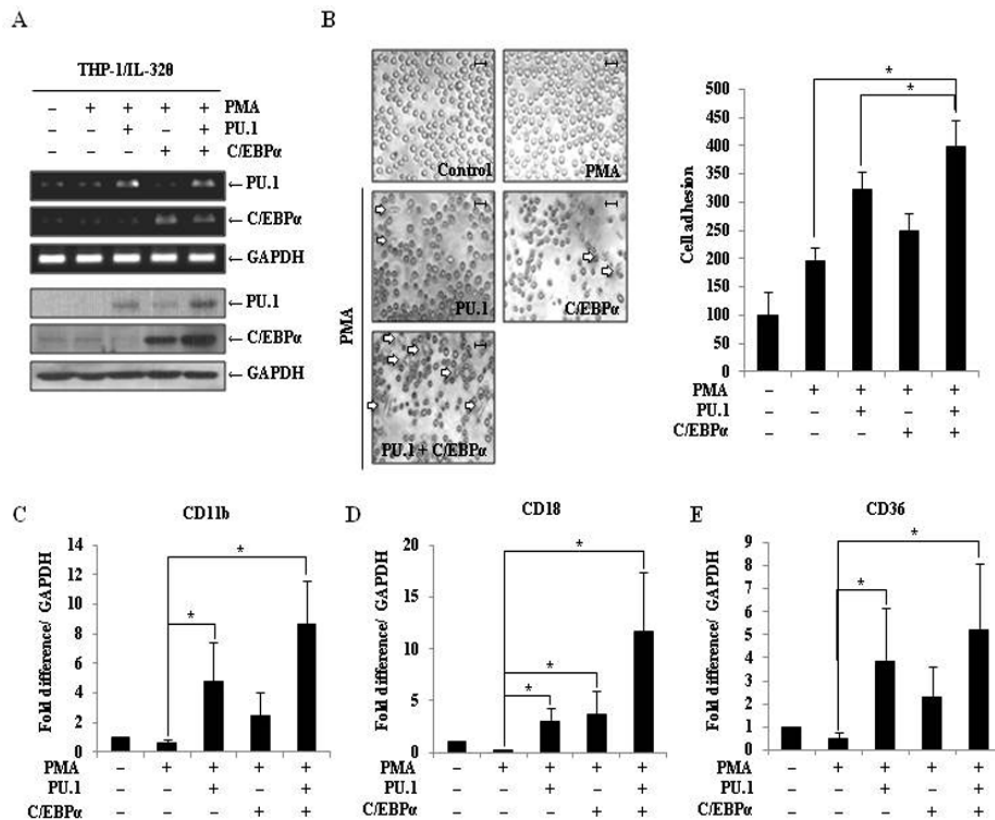 A
THP-1/IL-32θ
– + + + + PMA
– – + – + PU.1
– – – + + C/EBPα
← PU.1
← C/EBPα
← GAPDH
← PU.1
← C/EBPα
← GAPDH
B
Control
PMA
PMA
PU.1
C/EBPα
PU.1 + C/EBPα
Cell adhesion
500
450
400
350
300
250
200
150
100
50
0
* 
*
PMA – + + + +
PU.1 – – + – +
C/EBPα – – – + +
C
CD11b
Fold difference/ GAPDH
14
12
10
8
6
4
2
0
*
*
PMA – + + + +
PU.1 – – + – +
C/EBPα – – – + +
D
CD18
Fold difference/ GAPDH
20
15
10
5
0
*
*
*
PMA – + + + +
PU.1 – – + – +
C/EBPα – – – + +
E
CD36
Fold difference/ GAPDH
9
8
7
6
5
4
3
2
1
0
*
*
PMA – + + + +
PU.1 – – + – +
C/EBPα – – – + +